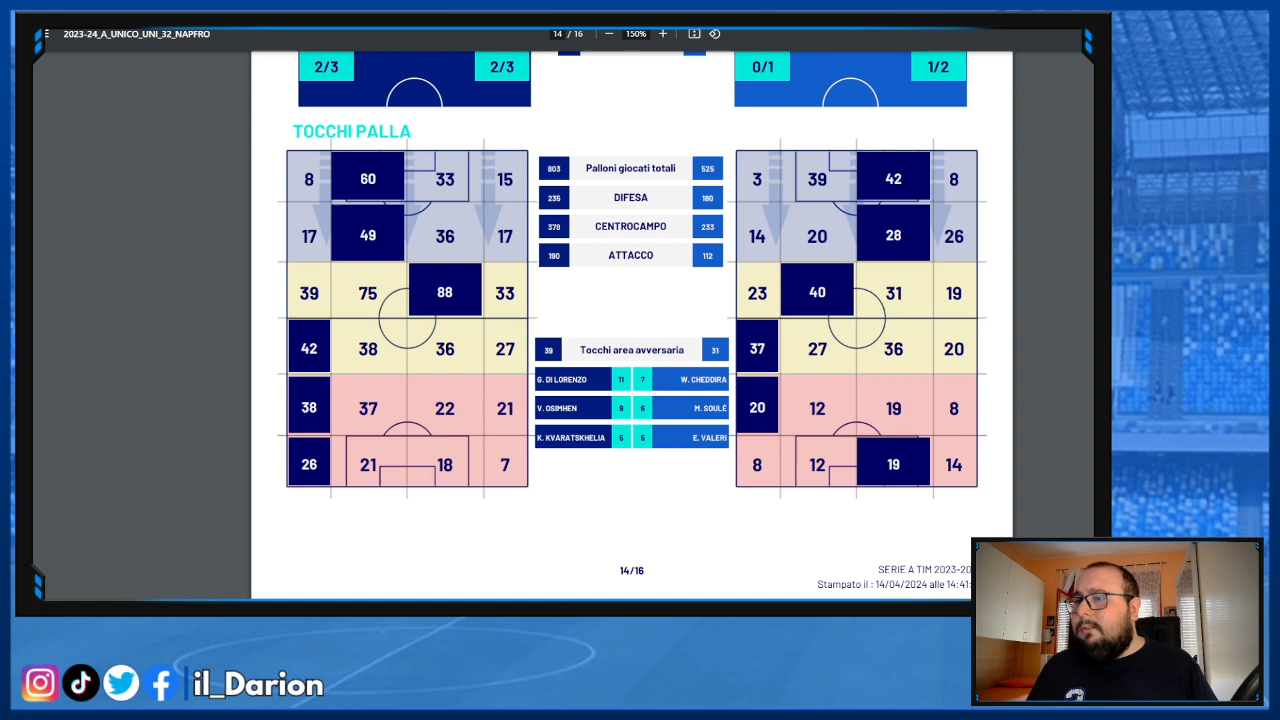 2023-24_A_UNICO_UNI_32_NAPFRO
14 / 16
150%
2/3 2/3 0/1 1/2
TOCCHI PALLA
8 60 33 15
17 49 36 17
39 75 88 33
42 38 36 27
38 37 22 21
26 21 18 7
803 Palloni giocati totali 525
235 DIFESA 180
370 CENTROCAMPO 233
190 ATTACCO 112
39 Tocchi area avversaria 31
G. DI LORENZO 11 7 W. CHEDDIRA
V. OSIMHEN 9 6 M. SOULÉ
K. KVARATSKHELIA 5 5 E. VALERI
3 39 42 8
14 20 28 26
23 40 31 19
37 27 36 20
20 12 19 8
8 12 19 14
14/16
SERIE A TIM 2023-20
Stampato il : 14/04/2024 alle 14:41:
il_Darion